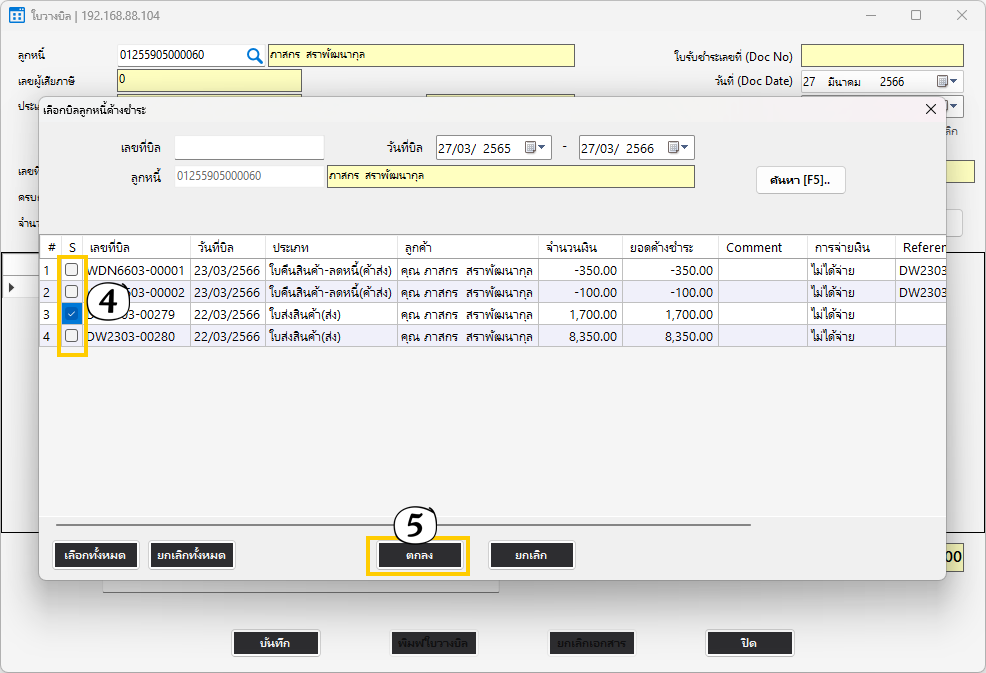 ใบวางบิล | 192.168.88.104
ลูกหนี้ 01255905000060 ภาสกร สราพัฒนากุล ใบรับชำระเลขที่ (Doc No)
เลขผู้เสียภาษี 0 วันที่ (Doc Date) 27 มีนาคม 2566
เลือกบิลลูกหนี้ค้างชำระ
เลขที่บิล วันที่บิล 27/03/ 2565 - 27/03/ 2566
ลูกหนี้ 01255905000060 ภาสกร สราพัฒนากุล ค้นหา [F5]..
# S เลขที่บิล วันที่บิล ประเภท ลูกค้า จำนวนเงิน ยอดค้างชำระ Comment การจ่ายเงิน Referen
1 WDN6603-00001 23/03/2566 ใบคืนสินค้า-ลดหนี้(ค้าส่ง) คุณ ภาสกร สราพัฒนากุล -350.00 -350.00 ไม่ได้จ่าย DW2303
2 603-00002 23/03/2566 ใบคืนสินค้า-ลดหนี้(ค้าส่ง) คุณ ภาสกร สราพัฒนากุล -100.00 -100.00 ไม่ได้จ่าย DW2303
4
3 -00279 22/03/2566 ใบส่งสินค้า(ส่ง) คุณ ภาสกร สราพัฒนากุล 1,700.00 1,700.00 ไม่ได้จ่าย
4 DW2303-00280 22/03/2566 ใบส่งสินค้า(ส่ง) คุณ ภาสกร สราพัฒนากุล 8,350.00 8,350.00 ไม่ได้จ่าย
5
เลือกทั้งหมด ยกเลิกทั้งหมด ตกลง ยกเลิก
00
บันทึก พิมพ์ใบวางบิล ยกเลิกเอกสาร ปิด